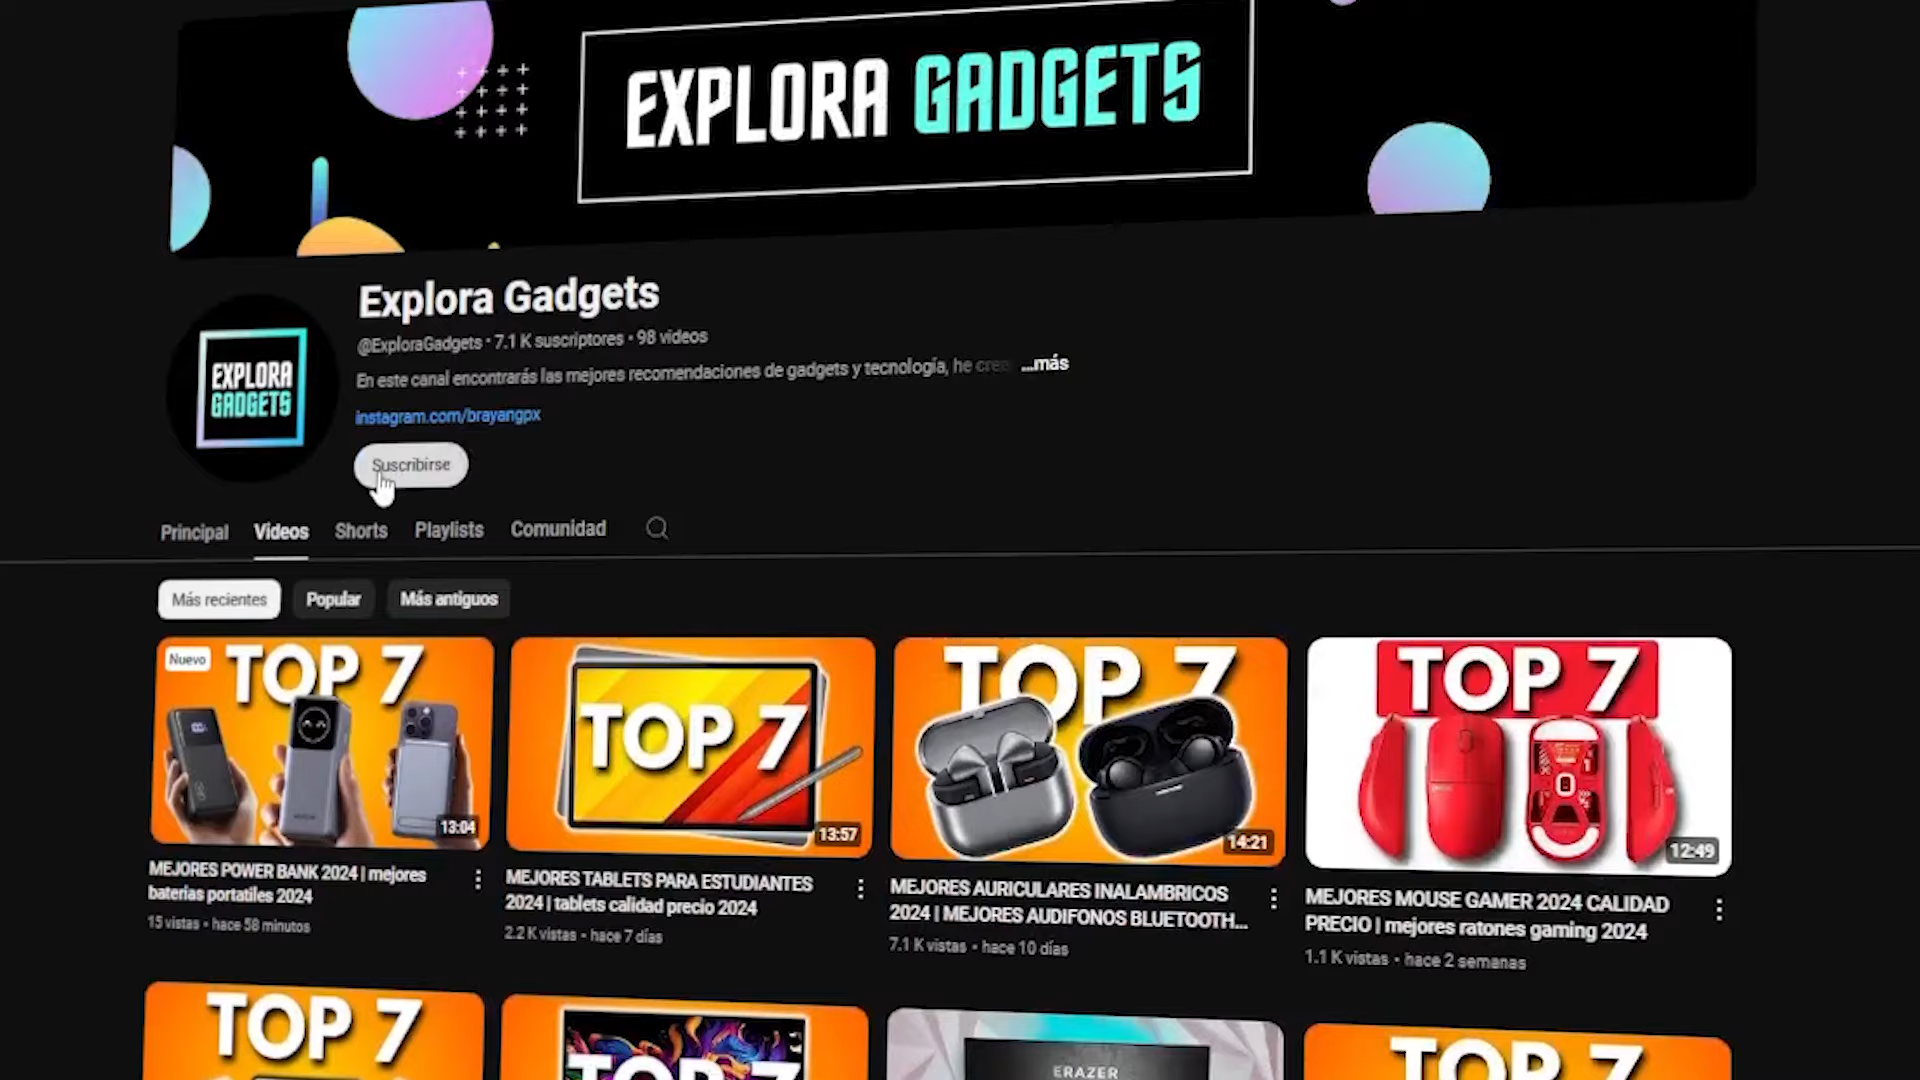 EXPLORA GADGETS
Explora Gadgets
@ExploraGadgets • 7.1 K suscriptores • 98 videos
En este canal encontrarás las mejores recomendaciones de gadgets y tecnología, he crea ...más
instagram.com/brayangpx
EXPLORA
GADGETS
Suscribirse
Principal Videos Shorts Playlists Comunidad
Más recientes Popular Más antiguos
Nuevo
TOP 7
13:04
TOP 7
13:57
TOP 7
14:21
TOP 7
12:49
MEJORES POWER BANK 2024 | mejores
baterias portatiles 2024
15 vistas • hace 58 minutos
MEJORES TABLETS PARA ESTUDIANTES
2024 | tablets calidad precio 2024
2.2 K vistas • hace 7 días
MEJORES AURICULARES INALAMBRICOS
2024 | MEJORES AUDIFONOS BLUETOOTH...
7.1 K vistas • hace 10 días
MEJORES MOUSE GAMER 2024 CALIDAD
PRECIO | mejores ratones gaming 2024
1.1 K vistas • hace 2 semanas
TOP 7
TOP 7
ERAZER
TOP 7